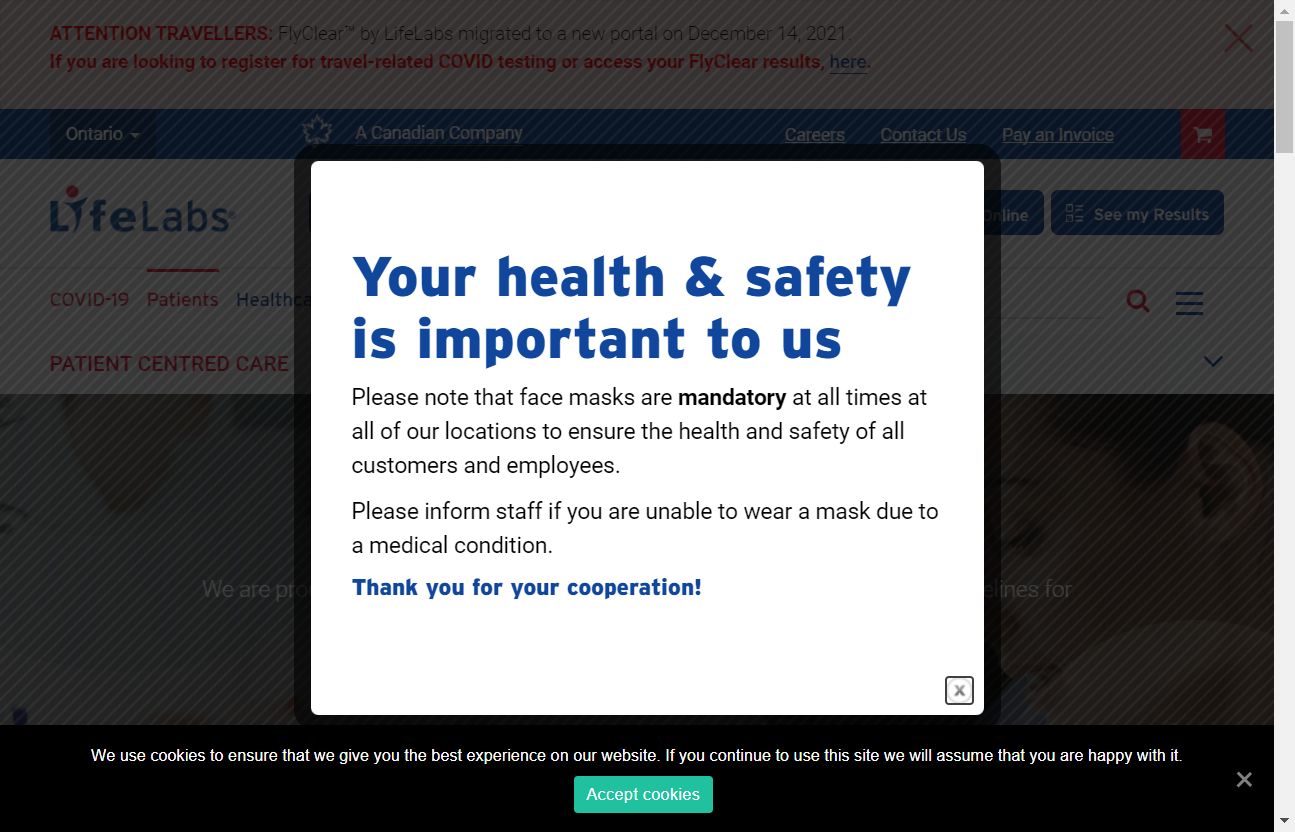 ATTENTION TRAVELLERS: FlyClear™ by LifeLabs migrated to a new portal on December 14, 2021.
If you are looking to register for travel-related COVID testing or access your FlyClear results, here.
Ontario
A Canadian Company
Careers
Contact Us
Pay an Invoice
LifeLabs®
Online
See my Results
COVID-19
Patients
Healthca
PATIENT CENTRED CARE
Your health & safety
is important to us
Please note that face masks are mandatory at all times at
all of our locations to ensure the health and safety of all
customers and employees.
Please inform staff if you are unable to wear a mask due to
a medical condition.
Thank you for your cooperation!
We are pro
elines for
x
We use cookies to ensure that we give you the best experience on our website. If you continue to use this site we will assume that you are happy with it.
Accept cookies